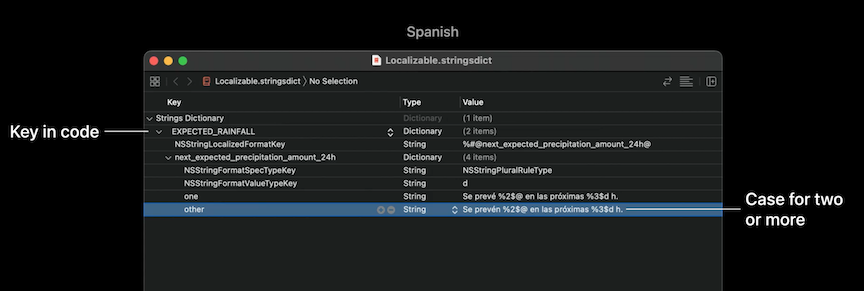 Spanish
Localizable.stringsdict
Localizable.stringsdict 〉 No Selection
Key Type Value
Strings Dictionary Dictionary (1 item)
Key in code
EXPECTED_RAINFALL Dictionary (2 items)
NSStringLocalizedFormatKey String %#@next_expected_precipitation_amount_24h@
next_expected_precipitation_amount_24h Dictionary (4 items)
NSStringFormatSpecTypeKey String NSStringPluralRuleType
NSStringFormatValueTypeKey String d
one String Se prevé %2$@ en las próximas %3$d h.
other String Se prevén %2$@ en las próximas %3$d h.
Case for two
or more